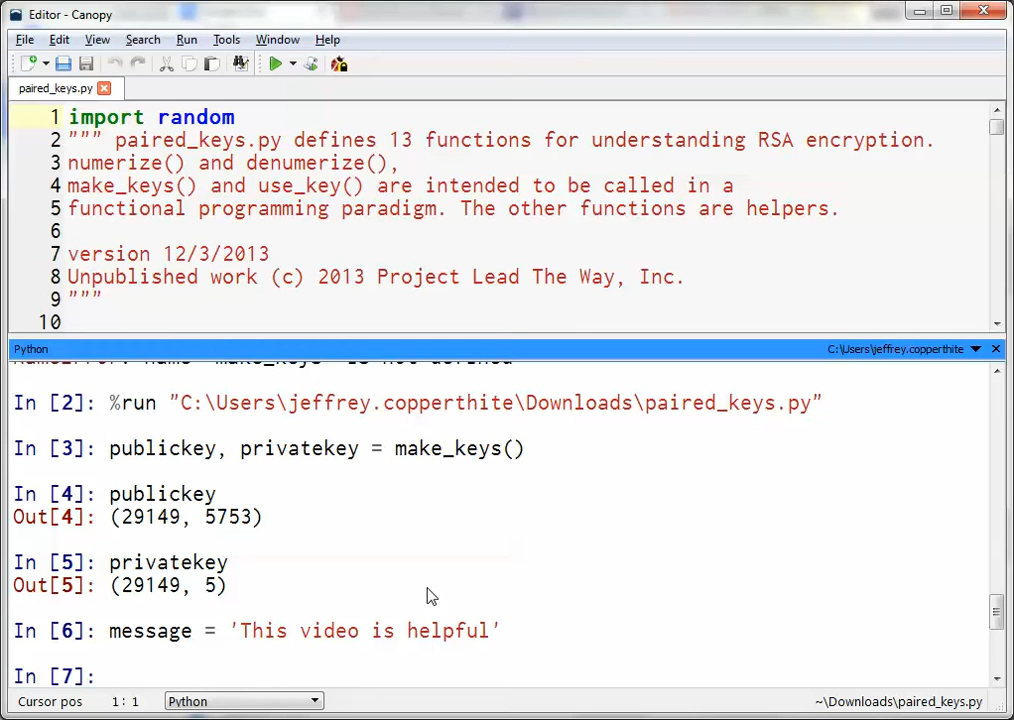 Editor - Canopy
File Edit View Search Run Tools Window Help
paired_keys.py
1 import random
2 """ paired_keys.py defines 13 functions for understanding RSA encryption.
3 numerize() and denumerize(),
4 make_keys() and use_key() are intended to be called in a
5 functional programming paradigm. The other functions are helpers.
6
7 version 12/3/2013
8 Unpublished work (c) 2013 Project Lead The Way, Inc.
9 """
10
Python C:\Users\jeffrey.copperthite
NameError: name 'make_keys' is not defined
In [2]: %run "C:\Users\jeffrey.copperthite\Downloads\paired_keys.py"
In [3]: publickey, privatekey = make_keys()
In [4]: publickey
Out[4]: (29149, 5753)
In [5]: privatekey
Out[5]: (29149, 5)
In [6]: message = 'This video is helpful'
In [7]:
Cursor pos 1: 1 Python ~\Downloads\paired_keys.py